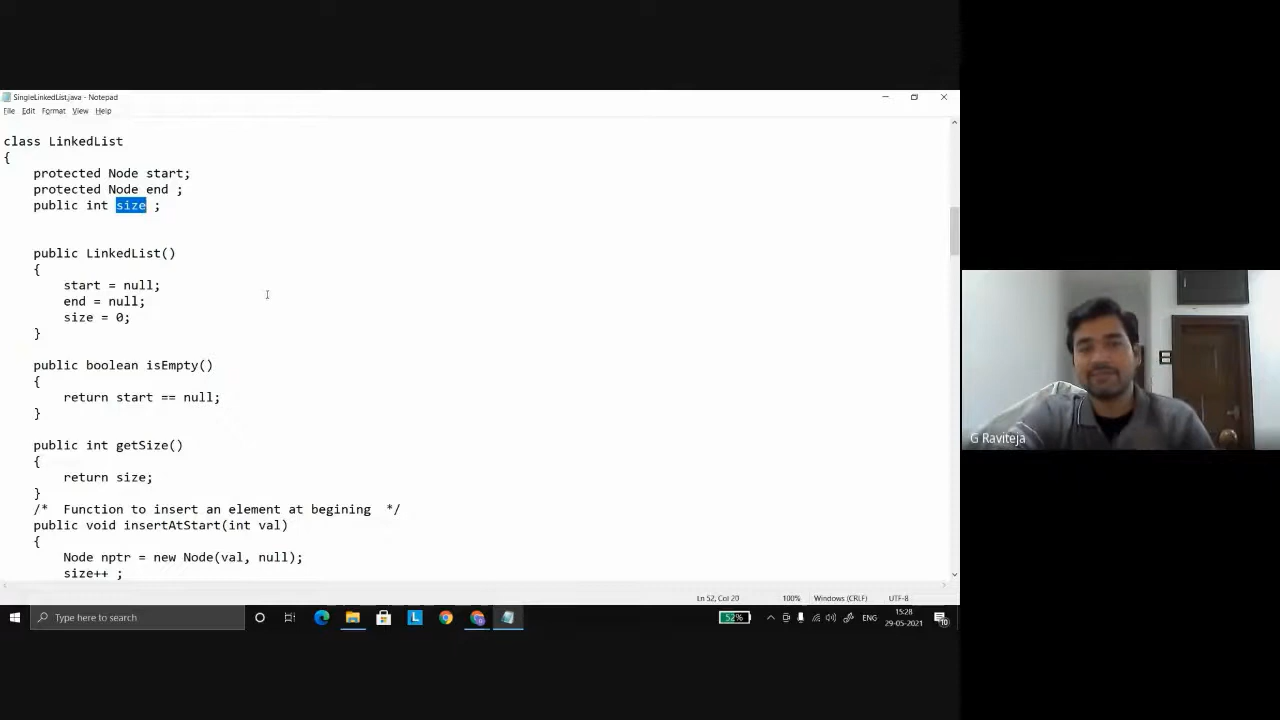 SingleLinkedList.java - Notepad
File Edit Format View Help
class LinkedList
{
protected Node start;
protected Node end ;
public int size ;
public LinkedList()
{
start = null;
end = null;
size = 0;
}
public boolean isEmpty()
{
return start == null;
}
public int getSize()
{
return size;
}
/* Function to insert an element at begining */
public void insertAtStart(int val)
{
Node nptr = new Node(val, null);
size++ ;
Ln 52, Col 20 100% Windows (CRLF) UTF-8
Type here to search
L
52%
ENG
15:28
29-05-2021
10
G Raviteja